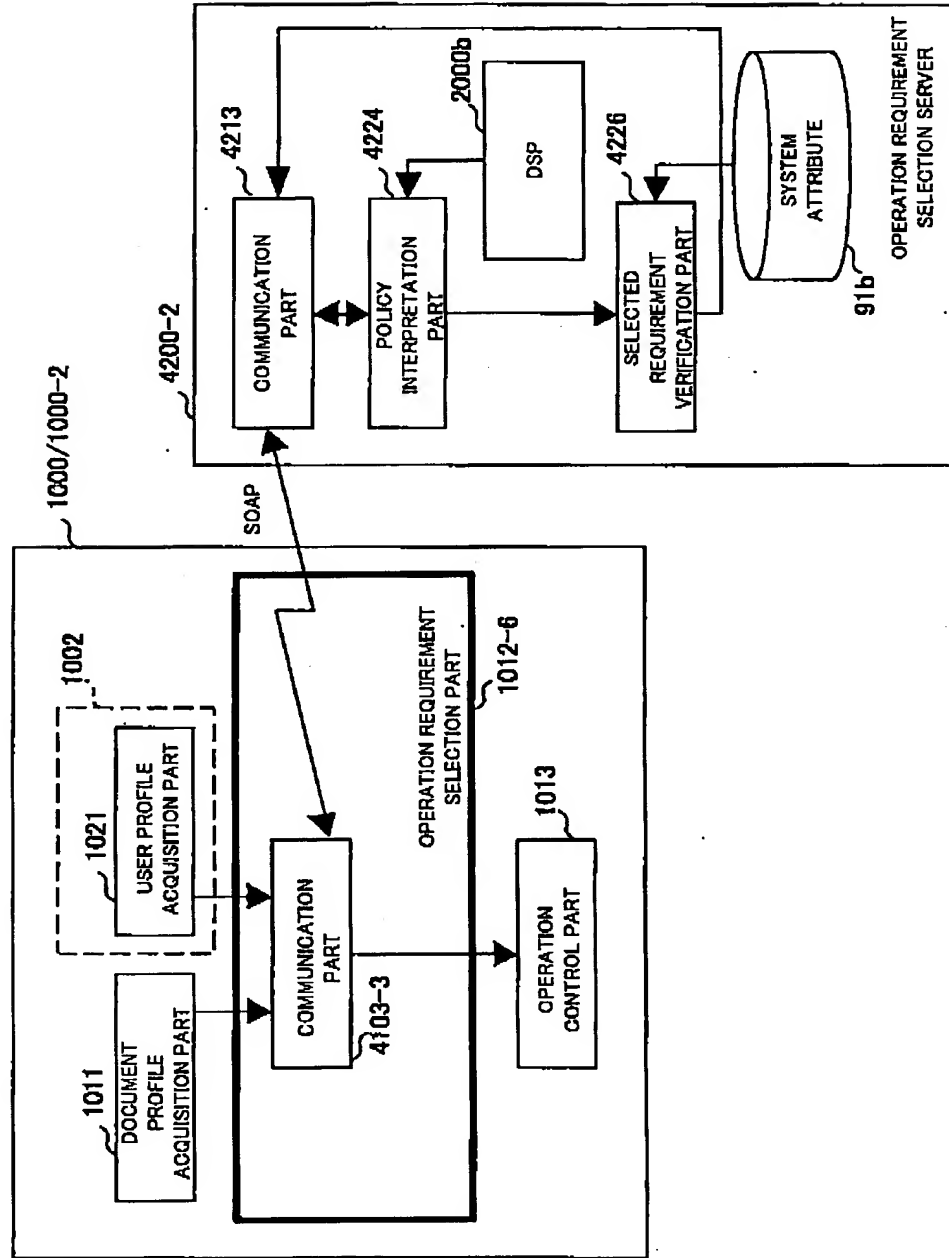 1000/1000-2
1002
1011
DOCUMENT
PROFILE
ACQUISITION PART
1021
USER PROFILE
ACQUISITION PART
COMMUNICATION
PART
4103-3
OPERATION REQUIREMENT
SELECTION PART
1012-6
OPERATION
CONTROL PART
1013
SOAP
4200-2
COMMUNICATION
PART
4213
POLICY
INTERPRETATION
PART
4224
DSP
2000b
SELECTED
REQUIREMENT
VERIFICATION PART
4226
SYSTEM
ATTRIBUTE
91b
OPERATION REQUIREMENT
SELECTION SERVER